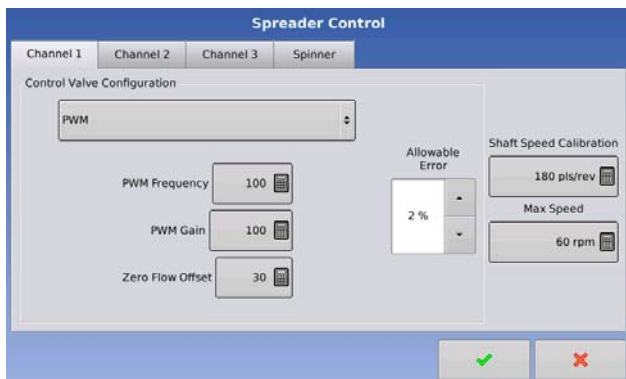 Spreader Control
Channel 1
Channel 2
Channel 3
Spinner
Control Valve Configuration
PWM
PWM Frequency 100
PWM Gain 100
Zero Flow Offset 30
Allowable
Error
2 %
Shaft Speed Calibration
180 pls/rev
Max Speed
60 rpm